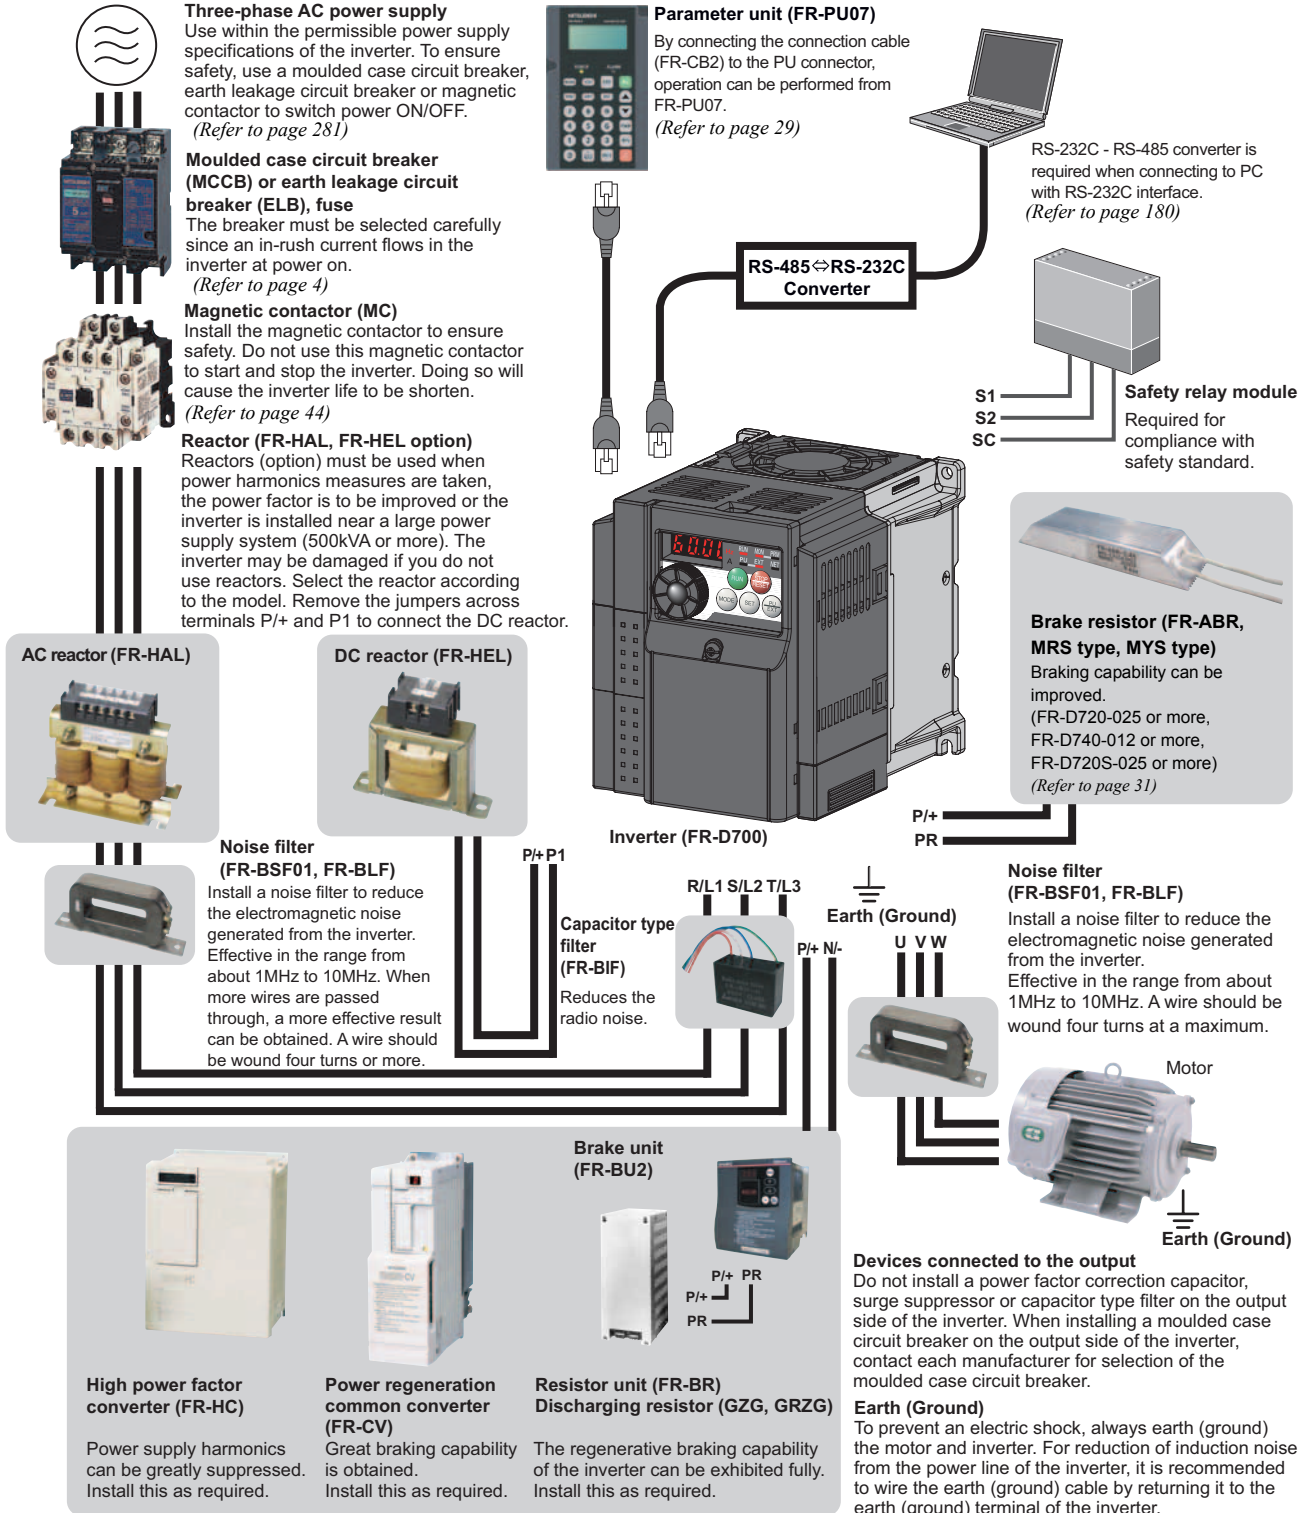 Three-phase AC power supply
Use within the permissible power supply
specifications of the inverter. To ensure
safety, use a moulded case circuit breaker,
earth leakage circuit breaker or magnetic
contactor to switch power ON/OFF.
(Refer to page 281)
Moulded case circuit breaker
(MCCB) or earth leakage circuit
breaker (ELB), fuse
The breaker must be selected carefully
since an in-rush current flows in the
inverter at power on.
(Refer to page 4)
Magnetic contactor (MC)
Install the magnetic contactor to ensure
safety. Do not use this magnetic contactor
to start and stop the inverter. Doing so will
cause the inverter life to be shorten.
(Refer to page 44)
Reactor (FR-HAL, FR-HEL option)
Reactors (option) must be used when
power harmonics measures are taken,
the power factor is to be improved or the
inverter is installed near a large power
supply system (500kVA or more). The
inverter may be damaged if you do not
use reactors. Select the reactor according
to the model. Remove the jumpers across
terminals P/+ and P1 to connect the DC reactor.
Parameter unit (FR-PU07)
By connecting the connection cable
(FR-CB2) to the PU connector,
operation can be performed from
FR-PU07.
(Refer to page 29)
RS-232C - RS-485 converter is
required when connecting to PC
with RS-232C interface.
(Refer to page 180)
RS-485⇔RS-232C
Converter
S1
S2
SC
Safety relay module
Required for
compliance with
safety standard.
60.01
RUN MON PRM
PU EXT NET
A
RUN
STOP
RESET
MODE
SET
PU
EXT
Brake resistor (FR-ABR,
MRS type, MYS type)
Braking capability can be
improved.
(FR-D720-025 or more,
FR-D740-012 or more,
FR-D720S-025 or more)
(Refer to page 31)
P/+
PR
AC reactor (FR-HAL)
DC reactor (FR-HEL)
Inverter (FR-D700)
Noise filter
(FR-BSF01, FR-BLF)
Install a noise filter to reduce
the electromagnetic noise
generated from the inverter.
Effective in the range from
about 1MHz to 10MHz. When
more wires are passed
through, a more effective result
can be obtained. A wire should
be wound four turns or more.
P/+ P1
R/L1 S/L2 T/L3
Capacitor type
filter
(FR-BIF)
Reduces the
radio noise.
P/+ N/-
Earth (Ground)
U V W
Noise filter
(FR-BSF01, FR-BLF)
Install a noise filter to reduce the
electromagnetic noise generated
from the inverter.
Effective in the range from about
1MHz to 10MHz. A wire should be
wound four turns at a maximum.
Motor
Earth (Ground)
Brake unit
(FR-BU2)
P/+ PR
P/+
PR
High power factor
converter (FR-HC)
Power supply harmonics
can be greatly suppressed.
Install this as required.
Power regeneration
common converter
(FR-CV)
Great braking capability
is obtained.
Install this as required.
Resistor unit (FR-BR)
Discharging resistor (GZG, GRZG)
The regenerative braking capability
of the inverter can be exhibited fully.
Install this as required.
Devices connected to the output
Do not install a power factor correction capacitor,
surge suppressor or capacitor type filter on the output
side of the inverter. When installing a moulded case
circuit breaker on the output side of the inverter,
contact each manufacturer for selection of the
moulded case circuit breaker.
Earth (Ground)
To prevent an electric shock, always earth (ground)
the motor and inverter. For reduction of induction noise
from the power line of the inverter, it is recommended
to wire the earth (ground) cable by returning it to the
earth (ground) terminal of the inverter.